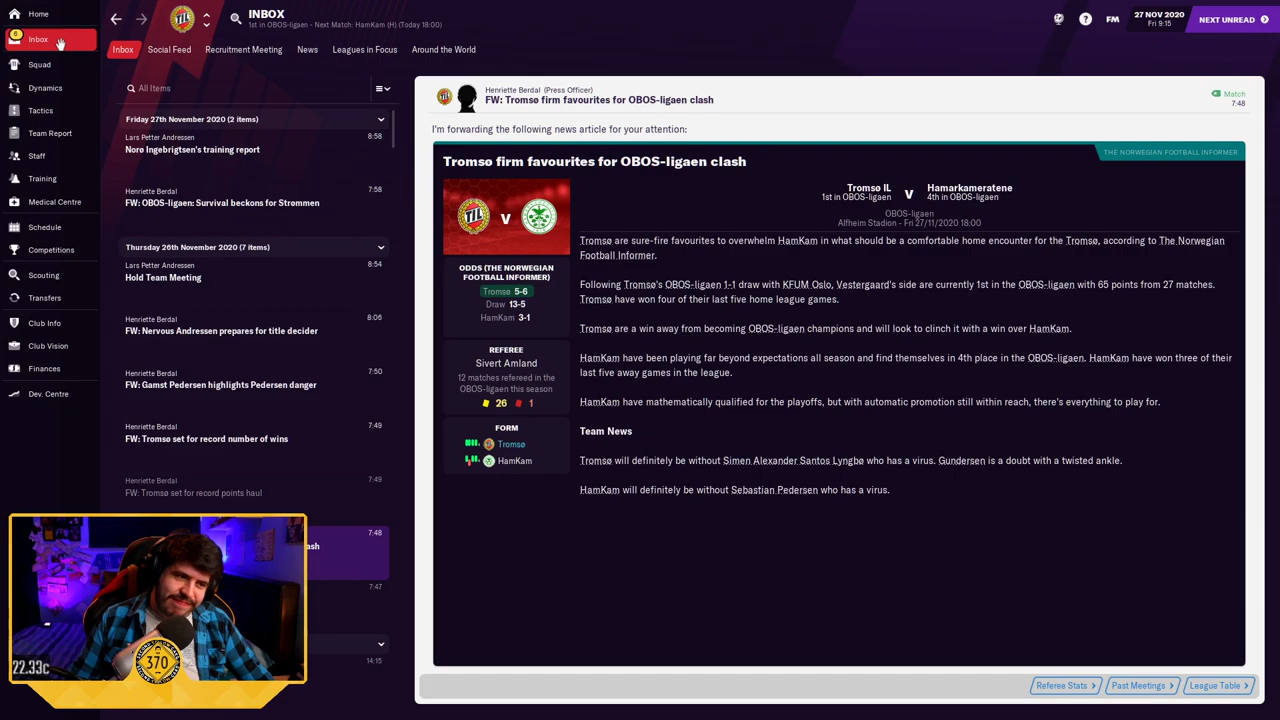 Home
6
Inbox
Squad
Dynamics
Tactics
Team Report
Staff
Training
Medical Centre
Schedule
Competitions
Scouting
Transfers
Club Info
Club Vision
Finances
Dev. Centre
TIL
INBOX
1st in OBOS-ligaen - Next Match: HamKam (H) (Today 18:00)
FM
27 NOV 2020
Fri 9:15
NEXT UNREAD
Inbox
Social Feed
Recruitment Meeting
News
Leagues in Focus
Around the World
All Items
Friday 27th November 2020 (2 items)
Lars Petter Andressen
8:58
Norø Ingebrigtsen's training report
Henriette Berdal
7:58
FW: OBOS-ligaen: Survival beckons for Strømmen
Thursday 26th November 2020 (7 items)
Lars Petter Andressen
8:54
Hold Team Meeting
Henriette Berdal
8:06
FW: Nervous Andressen prepares for title decider
Henriette Berdal
7:50
FW: Gamst Pedersen highlights Pedersen danger
Henriette Berdal
7:49
FW: Tromsø set for record number of wins
Henriette Berdal
7:49
FW: Tromsø set for record points haul
7:48
ash
7:47
14:15
22.33c
370
Henriette Berdal (Press Officer)
FW: Tromsø firm favourites for OBOS-ligaen clash
Match
7:48
I'm forwarding the following news article for your attention:
Tromsø firm favourites for OBOS-ligaen clash
THE NORWEGIAN FOOTBALL INFORMER
TIL
V
Tromsø IL
1st in OBOS-ligaen
v
Hamarkameratene
4th in OBOS-ligaen
OBOS-ligaen
Alfheim Stadion - Fri 27/11/2020 18:00
ODDS (THE NORWEGIAN
FOOTBALL INFORMER)
Tromsø 5-6
Draw 13-5
HamKam 3-1
REFEREE
Sivert Amland
12 matches refereed in the
OBOS-ligaen this season
26
1
FORM
Tromsø
HamKam
Tromsø are sure-fire favourites to overwhelm HamKam in what should be a comfortable home encounter for the Tromsø, according to The Norwegian
Football Informer.
Following Tromsø's OBOS-ligaen 1-1 draw with KFUM Oslo, Vestergaard's side are currently 1st in the OBOS-ligaen with 65 points from 27 matches.
Tromsø have won four of their last five home league games.
Tromsø are a win away from becoming OBOS-ligaen champions and will look to clinch it with a win over HamKam.
HamKam have been playing far beyond expectations all season and find themselves in 4th place in the OBOS-ligaen. HamKam have won three of their
last five away games in the league.
HamKam have mathematically qualified for the playoffs, but with automatic promotion still within reach, there's everything to play for.
Team News
Tromsø will definitely be without Simen Alexander Santos Lyngbø who has a virus. Gundersen is a doubt with a twisted ankle.
HamKam will definitely be without Sebastian Pedersen who has a virus.
Referee Stats
Past Meetings
League Table